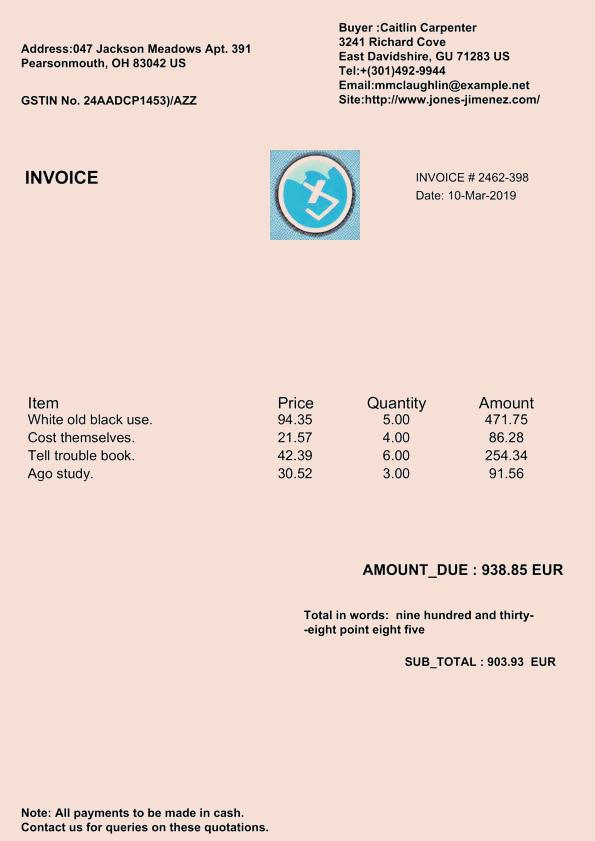 Address:047 Jackson Meadows Apt. 391
Pearsonmouth, OH 83042 US
GSTIN No. 24AADCP1453)/AZZ
Buyer :Caitlin Carpenter
3241 Richard Cove
East Davidshire, GU 71283 US
Tel:+(301)492-9944
Email:mmclaughlin@example.net
Site:http://www.jones-jimenez.com/
INVOICE
INVOICE # 2462-398
Date: 10-Mar-2019
Item Price Quantity Amount
White old black use. 94.35 5.00 471.75
Cost themselves. 21.57 4.00 86.28
Tell trouble book. 42.39 6.00 254.34
Ago study. 30.52 3.00 91.56
AMOUNT_DUE : 938.85 EUR
Total in words:  nine hundred and thirty-
-eight point eight five
SUB_TOTAL : 903.93  EUR
Note: All payments to be made in cash.
Contact us for queries on these quotations.